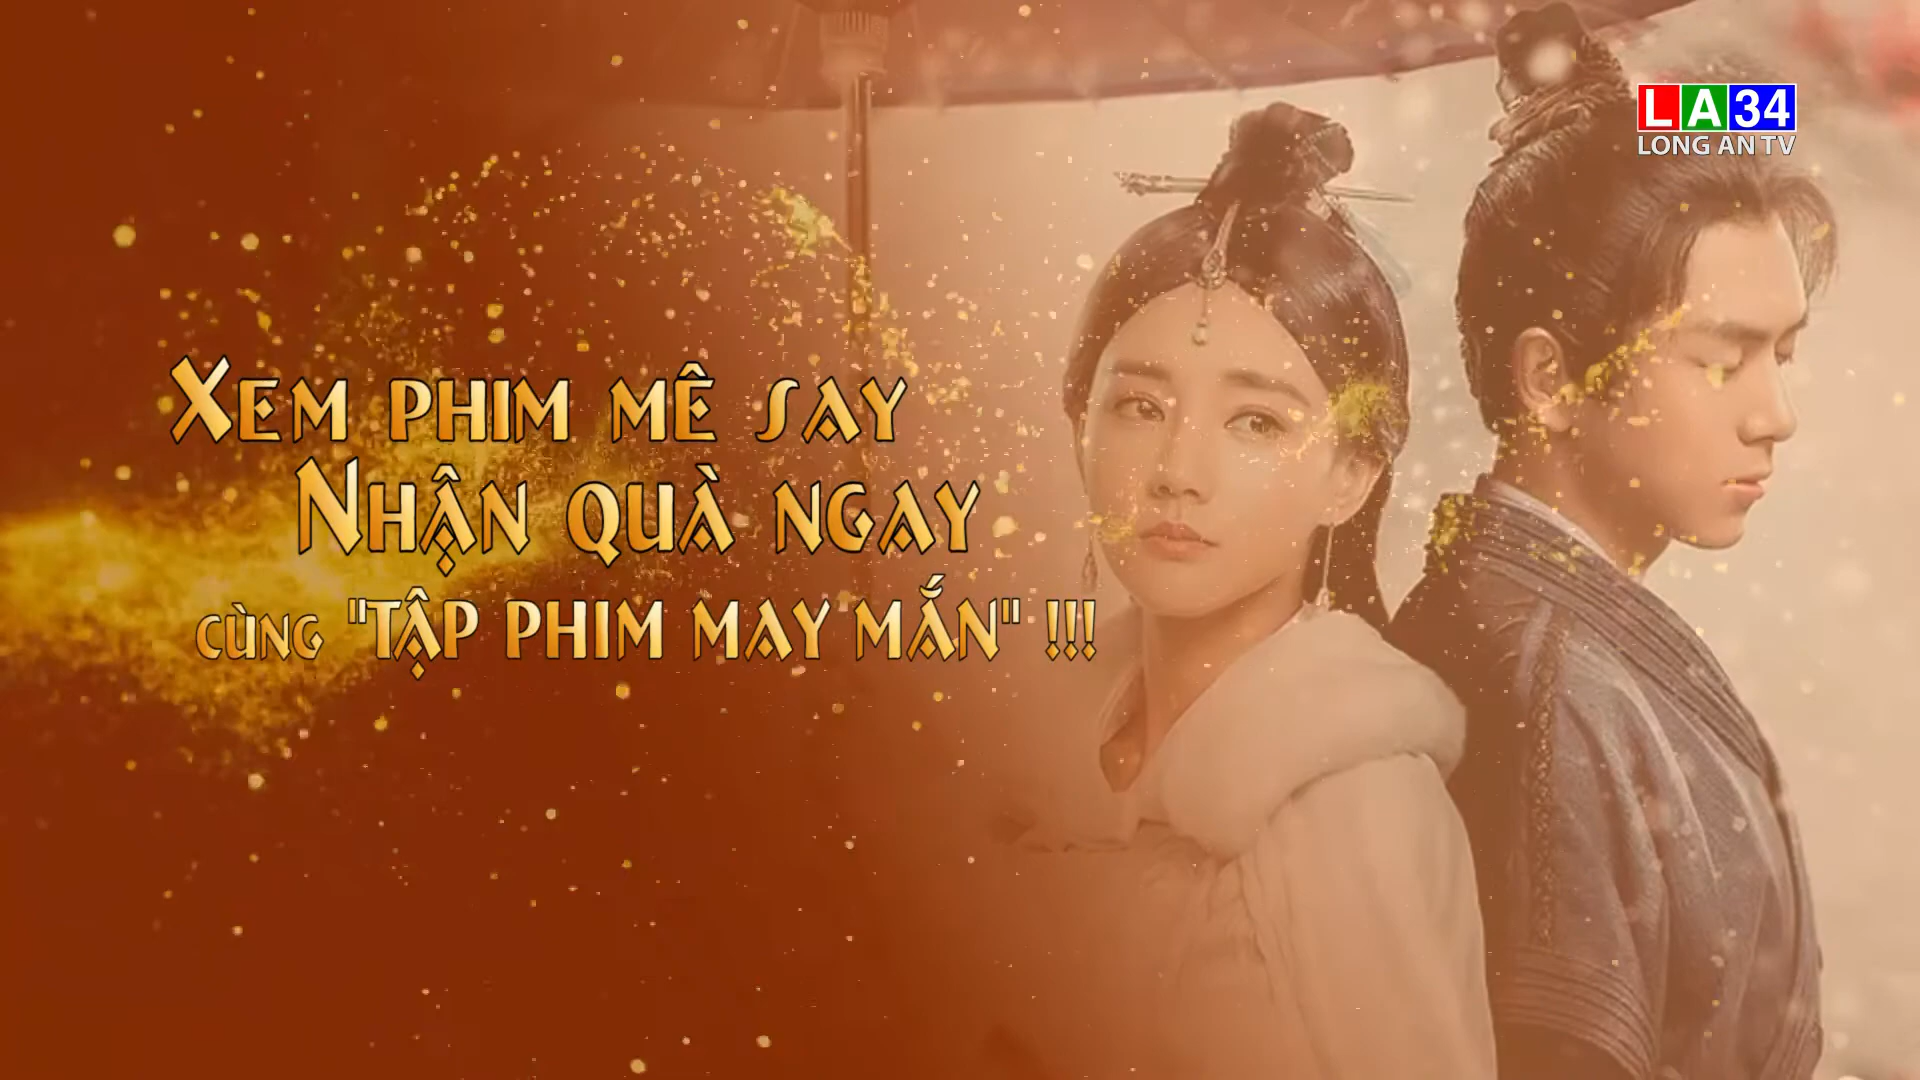 LA34
LONG AN TV
XEM PHIM MÊ SAY
NHẬN QUÀ NGAY
CÙNG "TẬP PHIM MAY MẮN" !!!